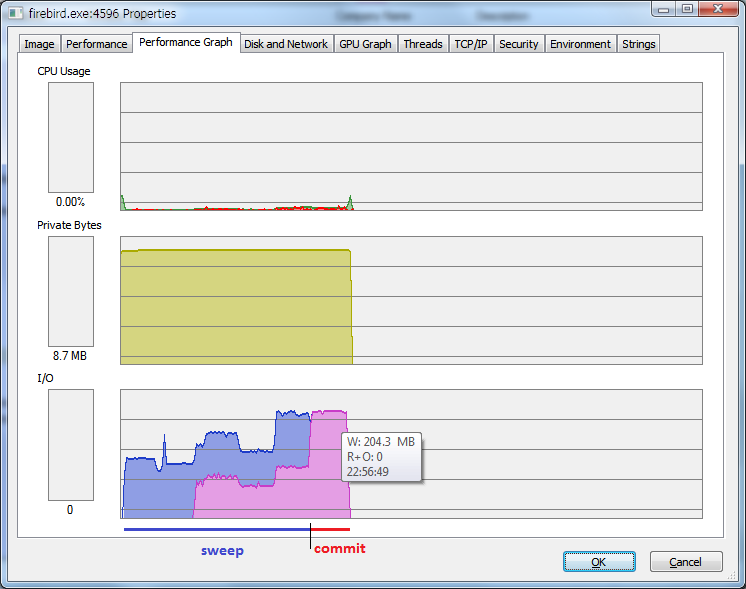 firebird.exe:4596 Properties
Image
Performance
Performance Graph
Disk and Network
GPU Graph
Threads
TCP/IP
Security
Environment
Strings
CPU Usage
0.00%
Private Bytes
8.7 MB
I/O
W: 204.3 MB
R+O: 0
22:56:49
0
sweep
commit
OK
Cancel